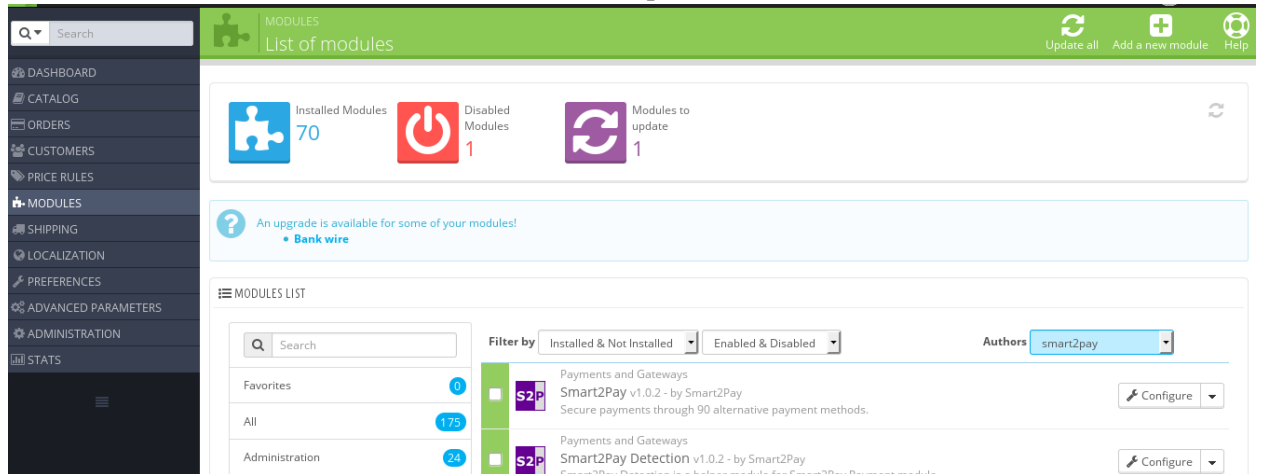 MODULES
List of modules
Update all
Add a new module
Help
Search
DASHBOARD
CATALOG
ORDERS
CUSTOMERS
PRICE RULES
MODULES
SHIPPING
LOCALIZATION
PREFERENCES
ADVANCED PARAMETERS
ADMINISTRATION
STATS
Installed Modules
70
Disabled
Modules
1
Modules to
update
1
An upgrade is available for some of your modules!
Bank wire
MODULES LIST
Search
Favorites 0
All 175
Administration 24
Filter by Installed & Not Installed Enabled & Disabled Authors smart2pay
S2P
Payments and Gateways
Smart2Pay v1.0.2 - by Smart2Pay
Secure payments through 90 alternative payment methods.
Configure
S2P
Payments and Gateways
Smart2Pay Detection v1.0.2 - by Smart2Pay
Configure